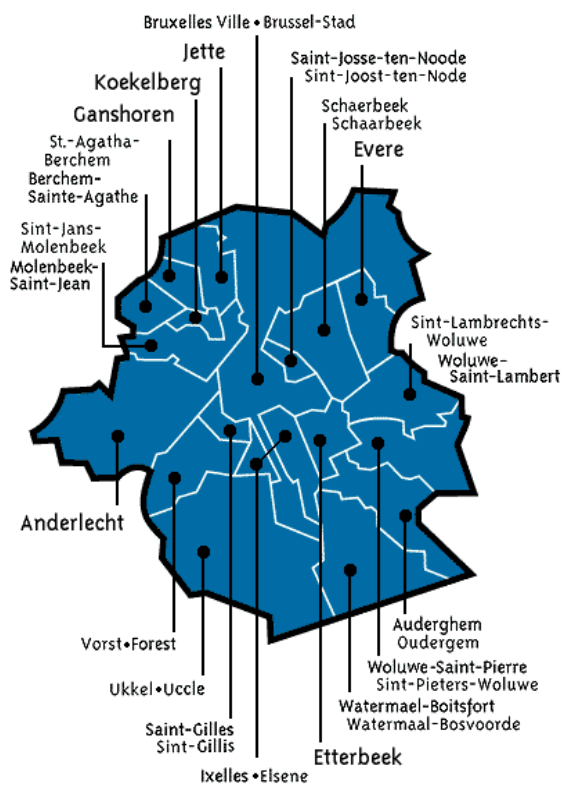 Bruxelles Ville • Brussel-Stad
Jette
Saint-Josse-ten-Noode
Sint-Joost-ten-Node
Koekelberg
Ganshoren
Schaerbeek
Schaarbeek
Evere
St.-Agatha-
Berchem
Berchem-
Sainte-Agathe
Sint-Jans-
Molenbeek
Molenbeek-
Saint-Jean
Sint-Lambrechts-
Woluwe
Woluwe-
Saint-Lambert
Anderlecht
Auderghem
Oudergem
Vorst • Forest
Woluwe-Saint-Pierre
Sint-Pieters-Woluwe
Ukkel • Uccle
Watermael-Boitsfort
Watermaal-Bosvoorde
Saint-Gilles
Sint-Gillis
Etterbeek
Ixelles • Elsene